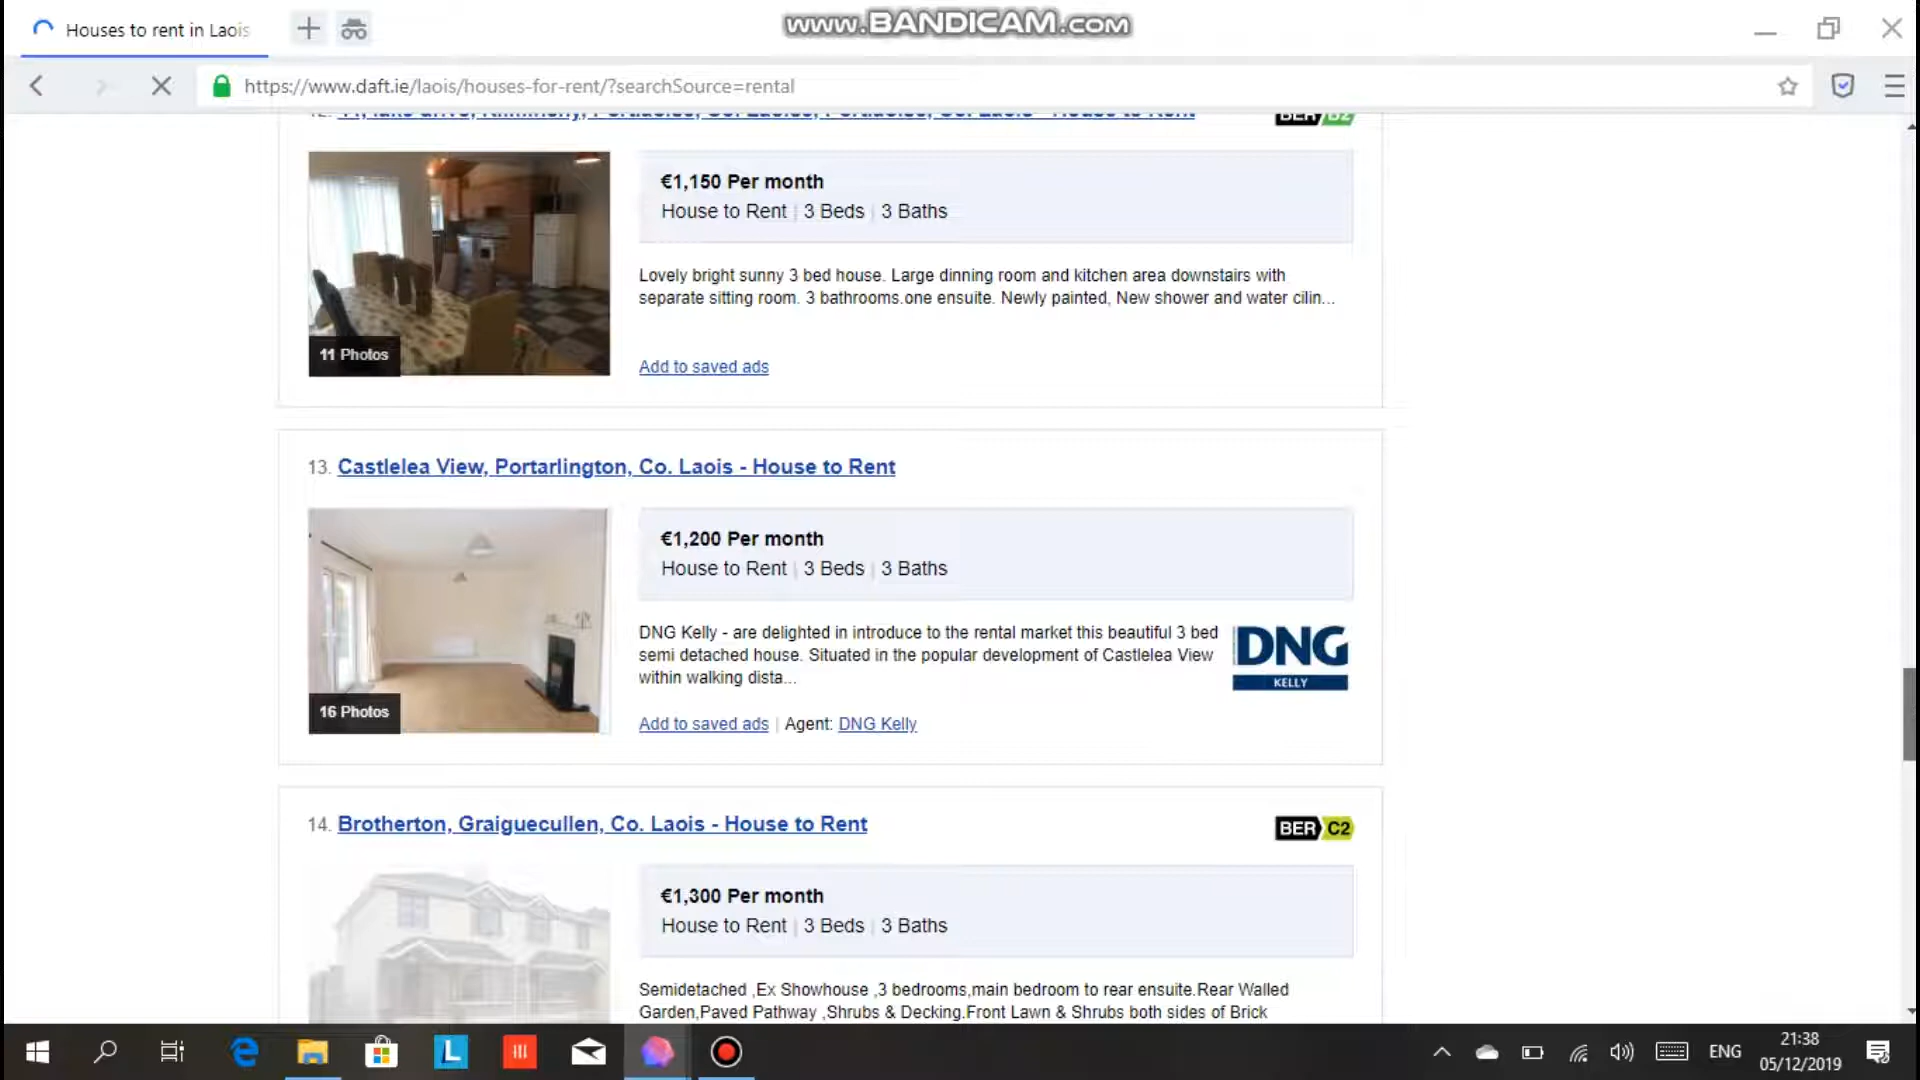 Houses to rent in Laois
www.BANDICAM.com
https://www.daft.ie/laois/houses-for-rent/?searchSource=rental
BER B2
€1,150 Per month
House to Rent | 3 Beds | 3 Baths
Lovely bright sunny 3 bed house. Large dinning room and kitchen area downstairs with
separate sitting room. 3 bathrooms.one ensuite. Newly painted, New shower and water cilin...
11 Photos
Add to saved ads
13. Castlelea View, Portarlington, Co. Laois - House to Rent
€1,200 Per month
House to Rent | 3 Beds | 3 Baths
DNG Kelly - are delighted in introduce to the rental market this beautiful 3 bed
semi detached house. Situated in the popular development of Castlelea View
within walking dista...
DNG
KELLY
16 Photos
Add to saved ads | Agent: DNG Kelly
14. Brotherton, Graiguecullen, Co. Laois - House to Rent
BER C2
€1,300 Per month
House to Rent | 3 Beds | 3 Baths
Semidetached ,Ex Showhouse ,3 bedrooms,main bedroom to rear ensuite.Rear Walled
Garden,Paved Pathway ,Shrubs & Decking.Front Lawn & Shrubs both sides of Brick
L
ENG
21:38
05/12/2019